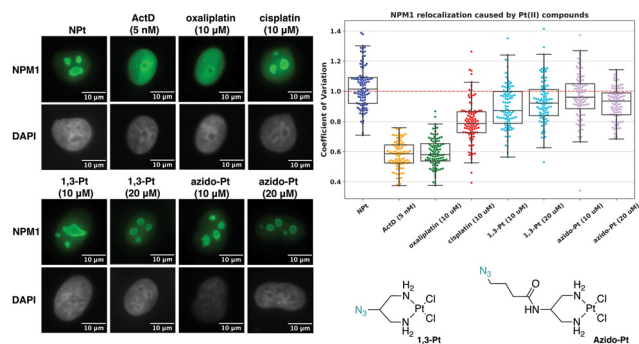 NPt
ActD
(5 nM)
oxaliplatin
(10 μM)
cisplatin
(10 μM)
NPM1
10 μm
10 μm
10 μm
10 μm
DAPI
10 μm
10 μm
10 μm
10 μm
1,3-Pt
(10 μM)
1,3-Pt
(20 μM)
azido-Pt
(10 μM)
azido-Pt
(20 μM)
NPM1
10 μm
10 μm
10 μm
10 μm
DAPI
10 μm
10 μm
10 μm
10 μm
NPM1 relocalization caused by Pt(II) compounds
Coefficient of Variation
1.4
1.2
1.0
0.8
0.6
0.4
NPt
ActD (5 nM)
oxaliplatin (10 uM)
cisplatin (10 uM)
1,3-Pt (10 uM)
1,3-Pt (20 uM)
azido-Pt (10 uM)
azido-Pt (20 uM)
N3
H2
N
Pt
Cl
Cl
N
H2
1,3-Pt
N3
O
HN
H2
N
Pt
Cl
Cl
N
H2
Azido-Pt